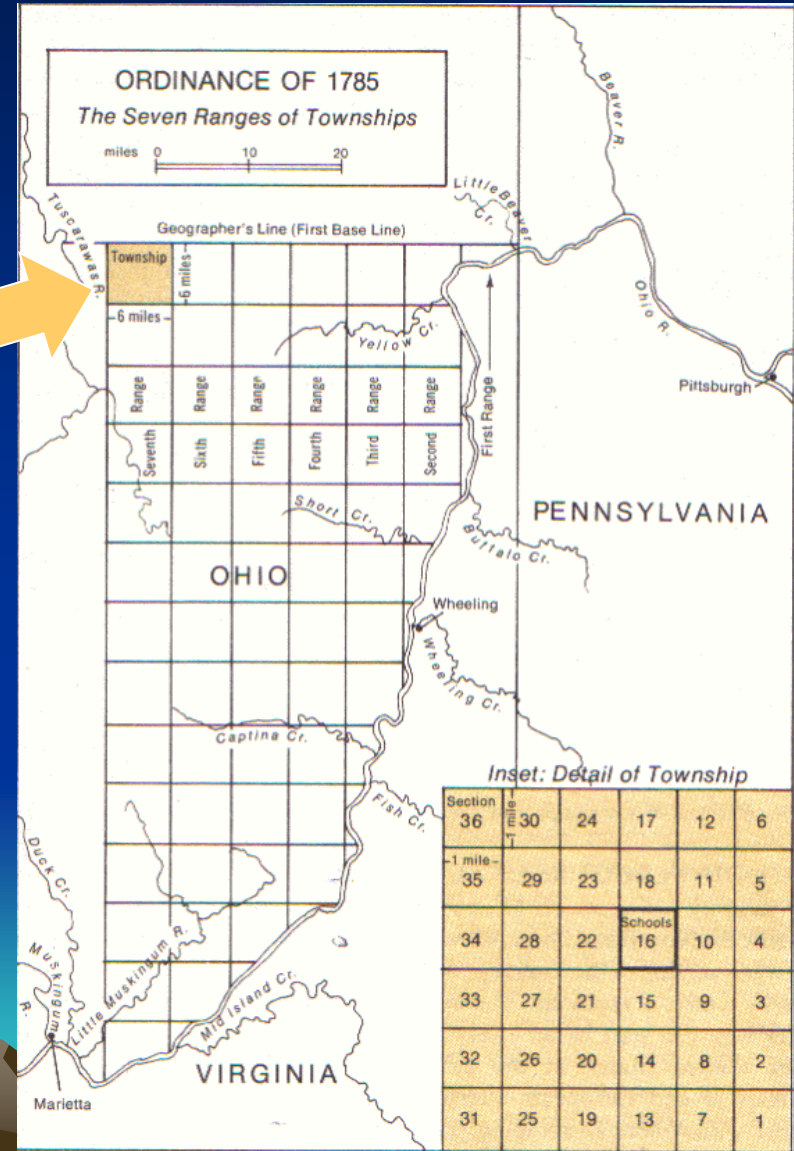 ORDINANCE OF 1785
The Seven Ranges of Townships
miles 0 10 20
Beaver R.
Little Beaver
Cr.
Tuscarawas R.
Geographer's Line (First Base Line)
Township
6 miles
6 miles
Yellow Cr.
Ohio R.
Pittsburgh
First Range
Seventh Range
Sixth Range
Fifth Range
Fourth Range
Third Range
Second Range
Short Cr.
PENNSYLVANIA
Buffalo Cr.
OHIO
Wheeling
Wheeling Cr.
Captina Cr.
Fish Cr.
Duck Cr.
Muskingum
R.
Little Muskingum R.
Mid Island Cr.
VIRGINIA
Marietta
Inset: Detail of Township
Section
1 mile
36 30 24 17 12 6
1 mile
35 29 23 18 11 5
Schools
34 28 22 16 10 4
33 27 21 15 9 3
32 26 20 14 8 2
31 25 19 13 7 1